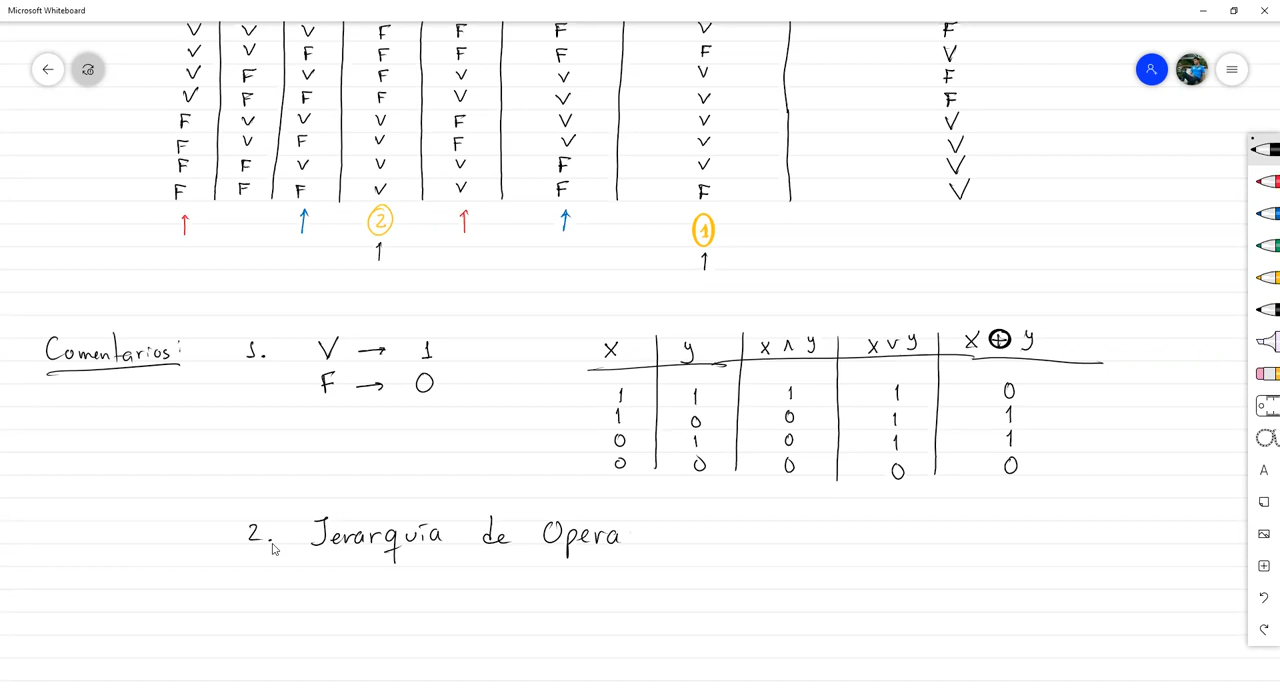 Microsoft Whiteboard
V V V F F F V F
V V F F F F F V
V F V F V V V F
V F F F V V V F
F V V V F V V V
F V F V F V V V
F F V V V F V V
F F F V V F F V
↑ ↑ 2 ↑ ↑ 1
↑ ↑
Comentarios: 1. V → 1
F → 0
x y x ∧ y x ∨ y x ⊕ y
1 1 1 1 0
1 0 0 1 1
0 1 0 1 1
0 0 0 0 0
2. Jerarquía de Opera
A